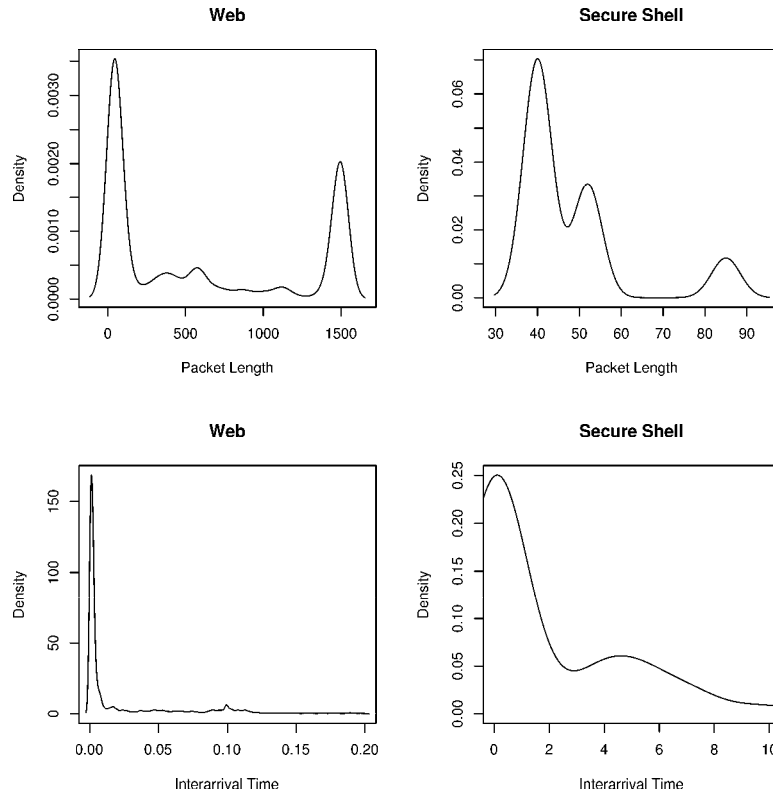 Web
Density
0.0000 0.0010 0.0020 0.0030
0 500 1000 1500
Packet Length
Secure Shell
Density
0.00 0.02 0.04 0.06
30 40 50 60 70 80 90
Packet Length
Web
Density
0 50 100 150
0.00 0.05 0.10 0.15 0.20
Interarrival Time
Secure Shell
Density
0.00 0.05 0.10 0.15 0.20 0.25
0 2 4 6 8 10
Interarrival Time